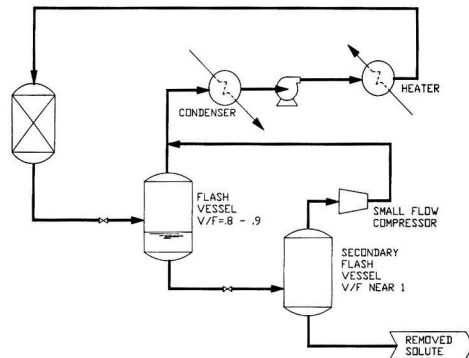 CONDENSER
HEATER
FLASH
VESSEL
V/F=.8 - .9
SMALL FLOW
COMPRESSOR
SECONDARY
FLASH
VESSEL
V/F NEAR 1
REMOVED
SOLUTE